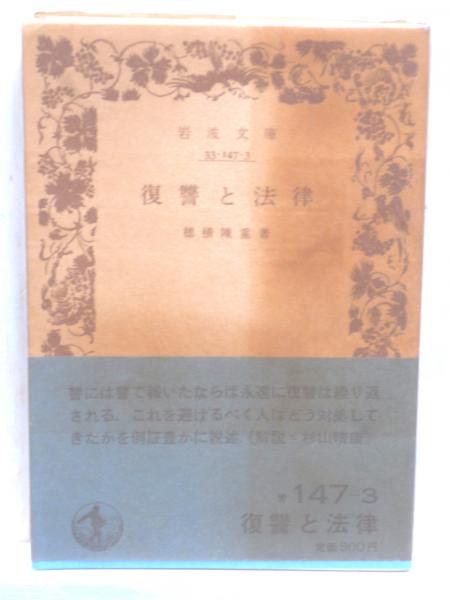 岩波文庫
33-147-3
復讐と法律
穂積陳重著
讐には讐で報いたならば永遠に復讐は繰り返
される。これを避けるべく人はどう対処して
きたかを例証豊かに説述。《解説=杉山晴康》
青147-3
復讐と法律
定価500円